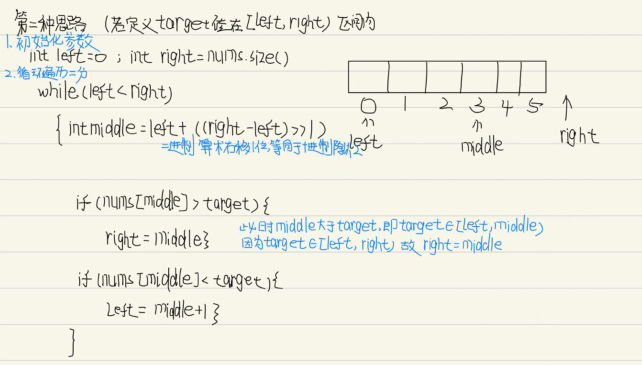 第二种思路 (若定义target位在[left,right) 区间内
1.初始化参数
int left=0 ; int right=nums.size()
2.循环遍历二分
while(left<right)
0 1 2 3 4 5
left middle right
{ int middle=left+ ((right-left)>>1)
二进制 算术右移1位,等同于十进制除以2
if (nums[middle]>target){
right=middle}
此时middle大于target.即target∈[left,middle)
因为target∈[left,right) 故 right=middle
if(nums[middle]<target){
left= middle+1}
}